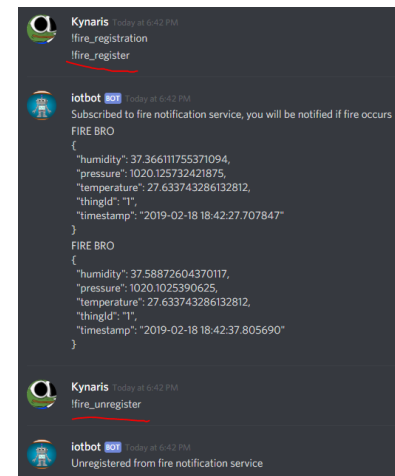 Kynaris Today at 6:42 PM
!fire_registration
!fire_register
iotbot BOT Today at 6:42 PM
Subscribed to fire notification service, you will be notified if fire occurs
FIRE BRO
{
"humidity": 37.366111755371094,
"pressure": 1020.125732421875,
"temperature": 27.633743286132812,
"thingId": "1",
"timestamp": "2019-02-18 18:42:27.707847"
}
FIRE BRO
{
"humidity": 37.58872604370117,
"pressure": 1020.1025390625,
"temperature": 27.633743286132812,
"thingId": "1",
"timestamp": "2019-02-18 18:42:37.805690"
}
Kynaris Today at 6:42 PM
!fire_unregister
iotbot BOT Today at 6:42 PM
Unregistered from fire notification service